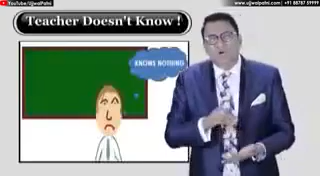 YouTube/UjjwalPatni
www.ujjwalpatni.com | +91 88787 59999
Teacher Doesn't Know !
KNOWS NOTHING